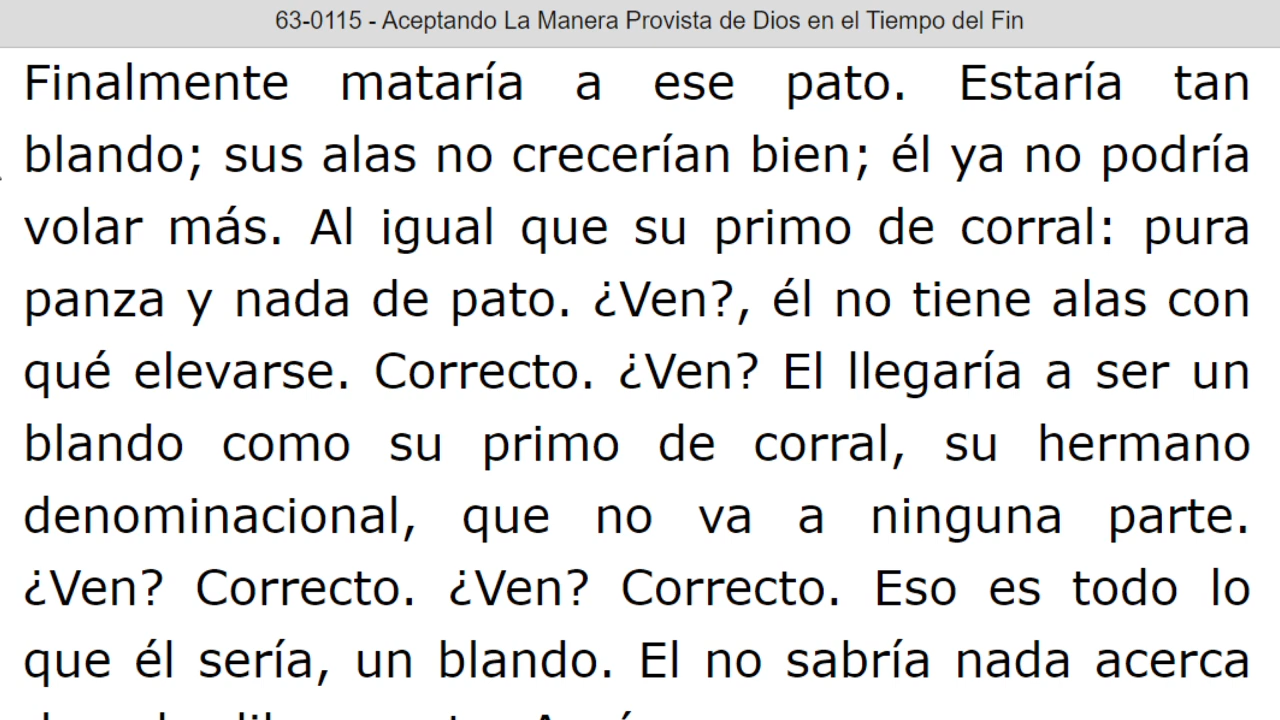 63-0115 - Aceptando La Manera Provista de Dios en el Tiempo del Fin
Finalmente mataría a ese pato. Estaría tan
blando; sus alas no crecerían bien; él ya no podría
volar más. Al igual que su primo de corral: pura
panza y nada de pato. ¿Ven?, él no tiene alas con
qué elevarse. Correcto. ¿Ven? El llegaría a ser un
blando como su primo de corral, su hermano
denominacional, que no va a ninguna parte.
¿Ven? Correcto. ¿Ven? Correcto. Eso es todo lo
que él sería, un blando. El no sabría nada acerca